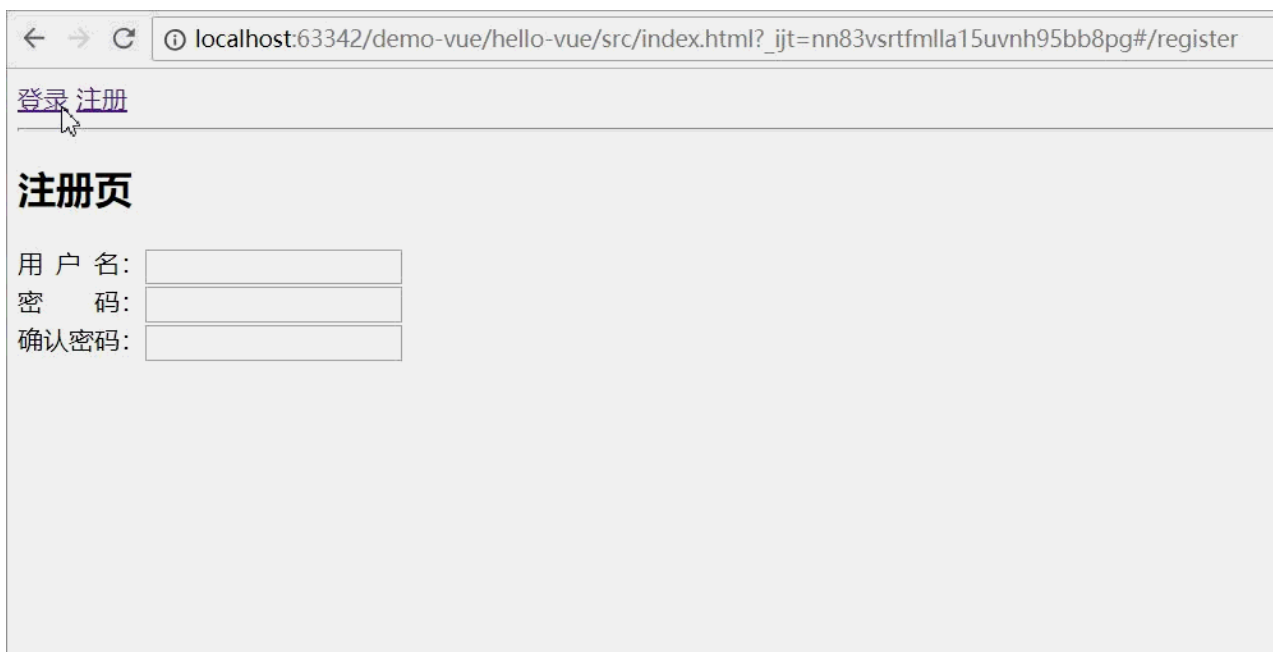 localhost:63342/demo-vue/hello-vue/src/index.html?_ijt=nn83vsrtfmlla15uvnh95bb8pg#/register
登录 注册
注册页
用 户 名：
密　　码：
确认密码：